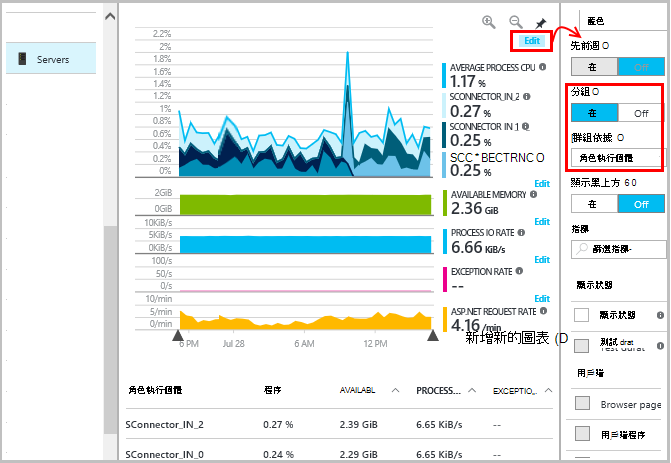 Servers
2.2%
2%
1.8%
1.6%
1.4%
1.2%
1%
0.8%
0.6%
0.4%
0.2%
0%
2GiB
0GiB
10KiB/s
5KiB/s
0KiB/s
100/s
50/s
0/s
10/min
5/min
0/min
6 PM
Jul 28
6 AM
12 PM
Edit
AVERAGE PROCESS CPU
1.17 %
SCONNECTOR_IN_2
0.27 %
SCONNECTOR IN_1
0.25 %
SCC * BECTRNC O
0.25 %
Edit
AVAILABLE MEMORY
2.36 GiB
Edit
PROCESS IO RATE
6.66 KiB/s
Edit
EXCEPTION RATE
--
Edit
ASP.NET REQUEST RATE
4.16 /min
新增新的圖表 (D
角色執行個體 程序 AVAILABL PROCESS... EXCEPTIO...
SConnector_IN_2 0.27 % 2.39 GiB 6.65 KiB/s --
SConnector_IN_0 0.24 % 2.29 GiB 6.65 KiB/s --
藍色
先前週 O
在 Off
分組 O
在 Off
群組依據 O
角色執行個體
顯示黑上方 6 0
在 Off
指標
篩選指標-
顯示狀態
顯示狀態
測試 drat
用戶端
Browser page
用戶端程序